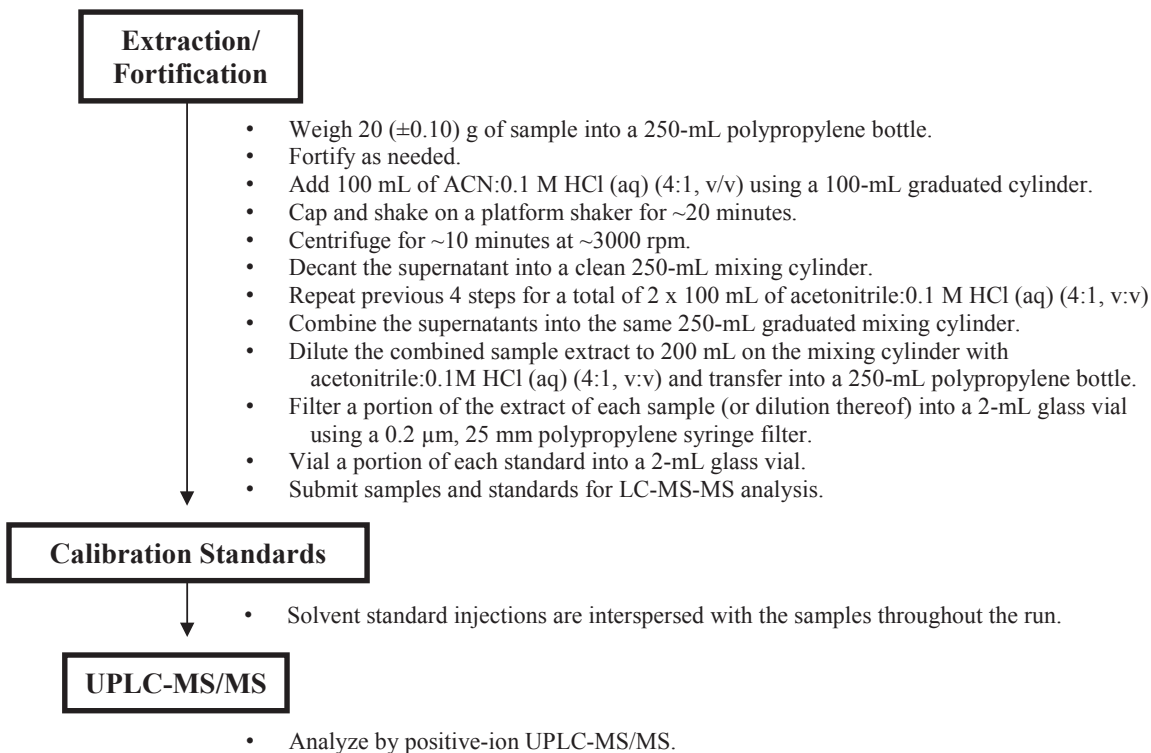 Extraction/
Fortification
• Weigh 20 (±0.10) g of sample into a 250-mL polypropylene bottle.
• Fortify as needed.
• Add 100 mL of ACN:0.1 M HCl (aq) (4:1, v/v) using a 100-mL graduated cylinder.
• Cap and shake on a platform shaker for ~20 minutes.
• Centrifuge for ~10 minutes at ~3000 rpm.
• Decant the supernatant into a clean 250-mL mixing cylinder.
• Repeat previous 4 steps for a total of 2 x 100 mL of acetonitrile:0.1 M HCl (aq) (4:1, v:v)
• Combine the supernatants into the same 250-mL graduated mixing cylinder.
• Dilute the combined sample extract to 200 mL on the mixing cylinder with
acetonitrile:0.1M HCl (aq) (4:1, v:v) and transfer into a 250-mL polypropylene bottle.
• Filter a portion of the extract of each sample (or dilution thereof) into a 2-mL glass vial
using a 0.2 µm, 25 mm polypropylene syringe filter.
• Vial a portion of each standard into a 2-mL glass vial.
• Submit samples and standards for LC-MS-MS analysis.
Calibration Standards
• Solvent standard injections are interspersed with the samples throughout the run.
UPLC-MS/MS
• Analyze by positive-ion UPLC-MS/MS.